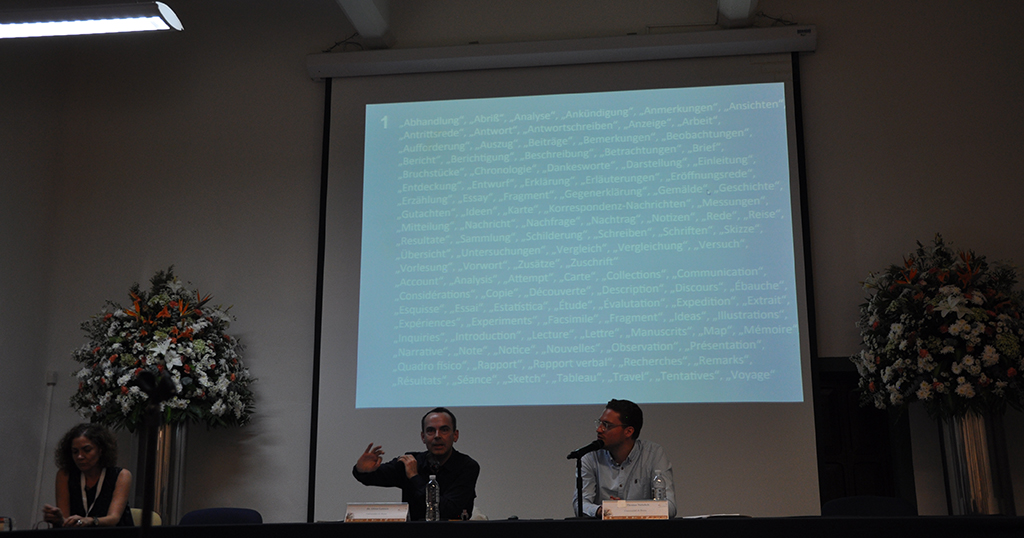 1
„Abhandlung“, „Abriß“, „Analyse“, „Ankündigung“, „Anmerkungen“, „Ansichten“,
„Antrittsrede“, „Antwort“, „Antwortschreiben“, „Anzeige“, „Arbeit“,
„Aufforderung“, „Auszug“, „Beiträge“, „Bemerkungen“, „Beobachtungen“,
„Bericht“, „Berichtigung“, „Beschreibung“, „Betrachtungen“, „Brief“,
„Bruchstücke“, „Chronologie“, „Dankesworte“, „Darstellung“, „Einleitung“,
„Entdeckung“, „Entwurf“, „Erklärung“, „Erläuterungen“, „Eröffnungsrede“,
„Erzählung“, „Essay“, „Fragment“, „Gegenerklärung“, „Gemälde“, „Geschichte“,
„Gutachten“, „Ideen“, „Karte“, „Korrespondenz-Nachrichten“, „Messungen“,
„Mitteilung“, „Nachricht“, „Nachfrage“, „Nachtrag“, „Notizen“, „Rede“, „Reise“,
„Resultate“, „Sammlung“, „Schilderung“, „Schreiben“, „Schriften“, „Skizze“,
„Übersicht“, „Untersuchungen“, „Vergleich“, „Vergleichung“, „Versuch“,
„Vorlesung“, „Vorwort“, „Zusätze“, „Zuschrift“
„Account“, „Analysis“, „Attempt“, „Carte“, „Collections“, „Communication“,
„Considérations“, „Copie“, „Découverte“, „Description“, „Discours“, „Ébauche“,
„Esquisse“, „Essai“, „Estatística“, „Étude“, „Évalutation“, „Expedition“, „Extrait“,
„Expériences“, „Experiments“, „Facsimile“, „Fragment“, „Ideas“, „Illustrations“,
„Inquiries“, „Introduction“, „Lecture“, „Lettre“, „Manuscrits“, „Map“, „Mémoire“
„Narrative“, „Note“, „Notice“, „Nouvelles“, „Observation“, „Présentation“,
„Quadro fisico“, „Rapport“, „Rapport verbal“, „Recherches“, „Remarks“,
„Résultats“, „Séance“, „Sketch“, „Tableau“, „Travel“, „Tentatives“, „Voyage“